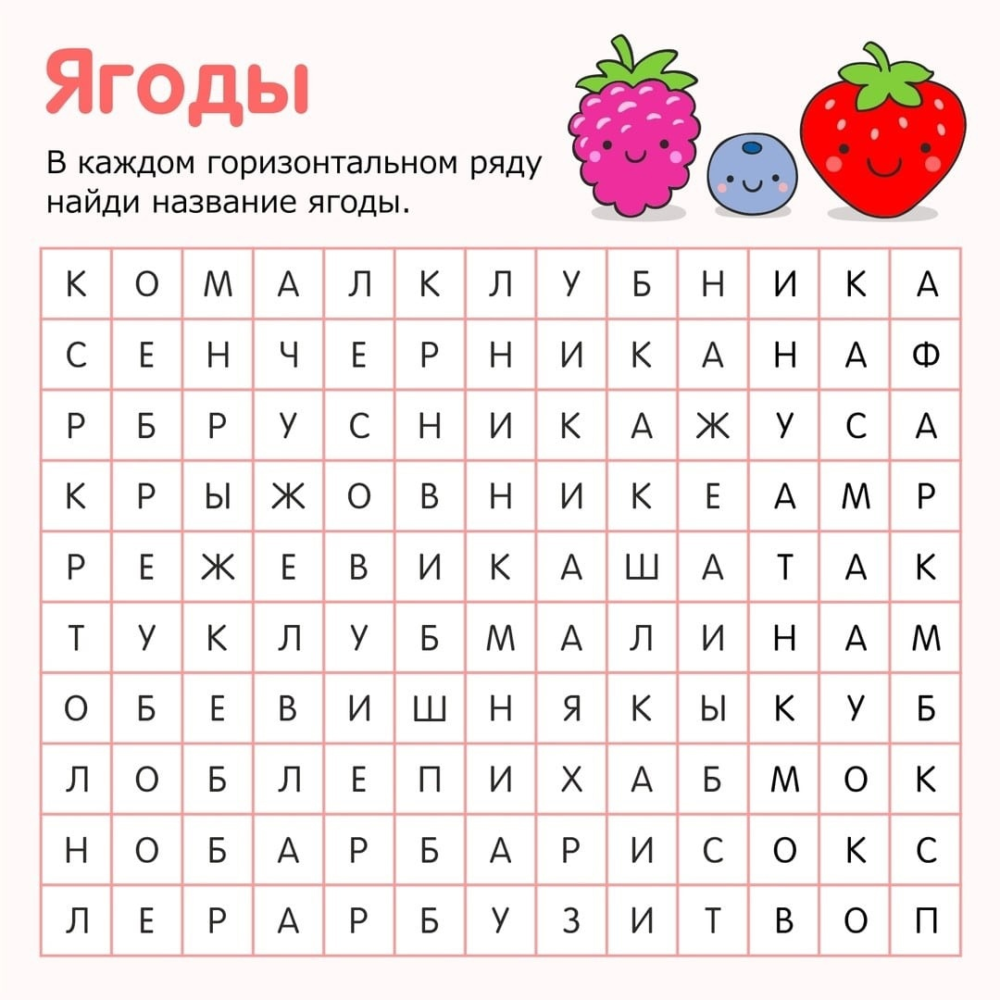 Ягоды
В каждом горизонтальном ряду
найди название ягоды.
К О М А Л К Л У Б Н И К А
С Е Н Ч Е Р Н И К А Н А Ф
Р Б Р У С Н И К А Ж У С А
К Р Ы Ж О В Н И К Е А М Р
Р Е Ж Е В И К А Ш А Т А К
Т У К Л У Б М А Л И Н А М
О Б Е В И Ш Н Я К Ы К У Б
Л О Б Л Е П И Х А Б М О К
Н О Б А Р Б А Р И С О К С
Л Е Р А Р Б У З И Т В О П